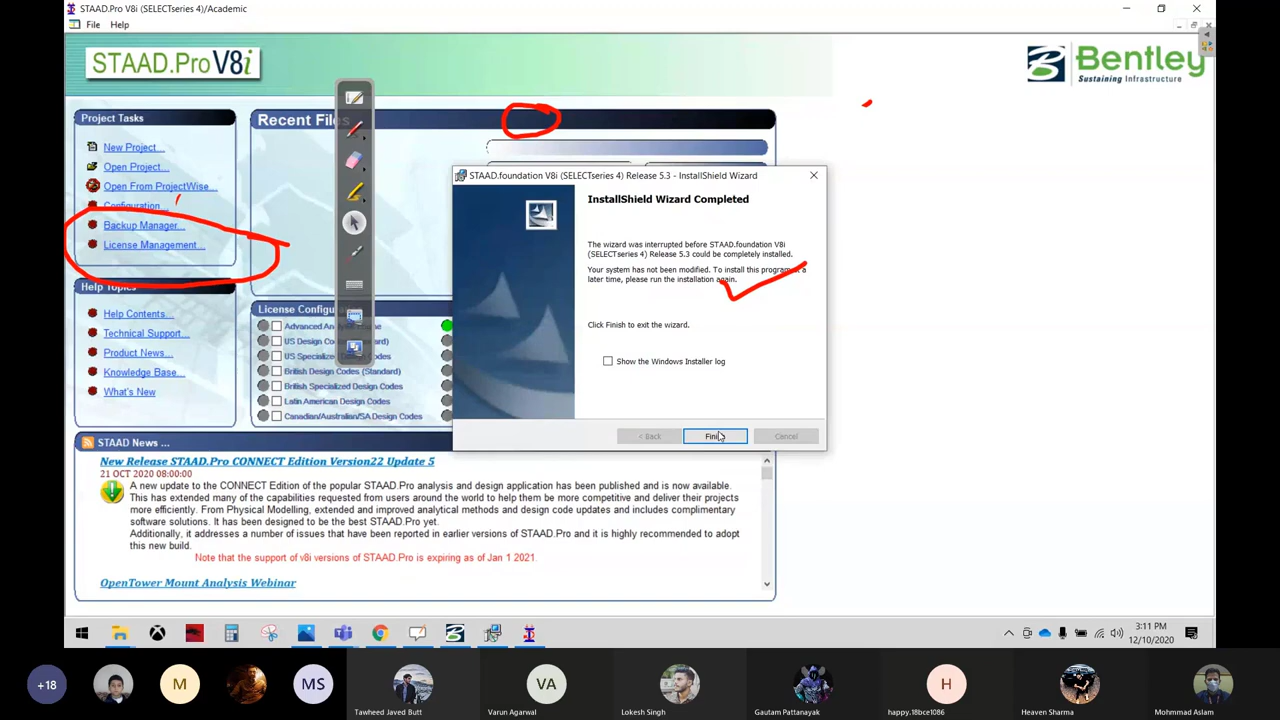 STAAD.Pro V8i (SELECTseries 4)/Academic
File Help
STAAD.Pro V8i
Bentley
Sustaining Infrastructure
Project Tasks
New Project...
Open Project...
Open From ProjectWise...
Configuration...
Backup Manager...
License Management...
Recent Files
Help Topics
Help Contents...
Technical Support...
Product News...
Knowledge Base...
What's New
US Specialized Codes
British Design Codes (Standard)
British Specialized Design Codes
Latin American Design Codes
Canadian/Australian/SA Design Codes
STAAD.foundation V8i (SELECTseries 4) Release 5.3 - InstallShield Wizard
InstallShield Wizard Completed
The wizard was interrupted before STAAD.foundation V8i
(SELECTseries 4) Release 5.3 could be completely installed.
Your system has not been modified. To install this program at a
later time, please run the installation again.
Click Finish to exit the wizard.
Show the Windows Installer log
< Back Finish Cancel
STAAD News ...
New Release STAAD.Pro CONNECT Edition Version22 Update 5
21 OCT 2020 08:00:00
A new update to the CONNECT Edition of the popular STAAD.Pro analysis and design application has been published and is now available.
This has extended many of the capabilities requested from users around the world to help them be more competitive and deliver their projects
more efficiently. From Physical Modelling, extended and improved analytical methods and design code updates and includes complimentary
software solutions. It has been designed to be the best STAAD.Pro yet.
Additionally, it addresses a number of issues that have been reported in earlier versions of STAAD.Pro and it is highly recommended to adopt
this new build.
Note that the support of v8i versions of STAAD.Pro is expiring as of Jan 1 2021.
OpenTower Mount Analysis Webinar
3:11 PM
12/10/2020
+18
M
MS
VA
H
Tawheed Javed Butt
Varun Agarwal
Lokesh Singh
Gautam Pattanayak
happy.18bce1086
Heaven Sharma
Mohmmad Aslam